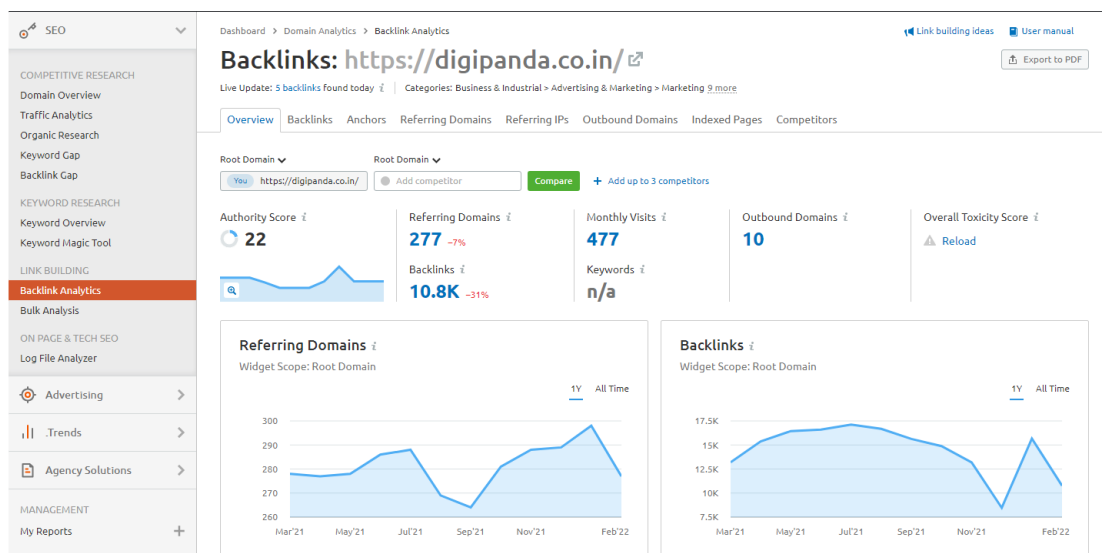 SEO
COMPETITIVE RESEARCH
Domain Overview
Traffic Analytics
Organic Research
Keyword Gap
Backlink Gap
KEYWORD RESEARCH
Keyword Overview
Keyword Magic Tool
LINK BUILDING
Backlink Analytics
Bulk Analysis
ON PAGE & TECH SEO
Log File Analyzer
Advertising
.Trends
Agency Solutions
MANAGEMENT
My Reports +
Dashboard > Domain Analytics > Backlink Analytics
Link building ideas User manual
Backlinks: https://digipanda.co.in/
Export to PDF
Live Update: 5 backlinks found today i | Categories: Business & Industrial > Advertising & Marketing > Marketing 9 more
Overview Backlinks Anchors Referring Domains Referring IPs Outbound Domains Indexed Pages Competitors
Root Domain Root Domain
You https://digipanda.co.in/ Add competitor Compare + Add up to 3 competitors
Authority Score i Referring Domains i Monthly Visits i Outbound Domains i Overall Toxicity Score i
22 277 -7% 477 10 Reload
Backlinks i Keywords i
10.8K -31% n/a
Referring Domains i
Widget Scope: Root Domain
1Y All Time
300
290
280
270
260
Mar'21 May'21 Jul'21 Sep'21 Nov'21 Feb'22
Backlinks i
Widget Scope: Root Domain
1Y All Time
17.5K
15K
12.5K
10K
7.5K
Mar'21 May'21 Jul'21 Sep'21 Nov'21 Feb'22